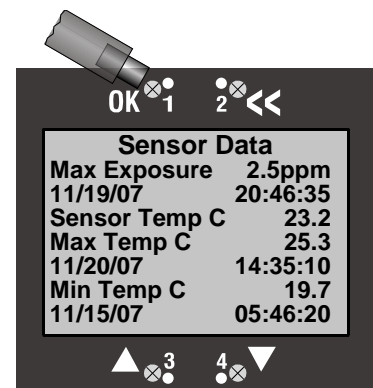 OK 1 2 <<
Sensor Data
Max Exposure 2.5ppm
11/19/07 20:46:35
Sensor Temp C 23.2
Max Temp C 25.3
11/20/07 14:35:10
Min Temp C 19.7
11/15/07 05:46:20
3 4